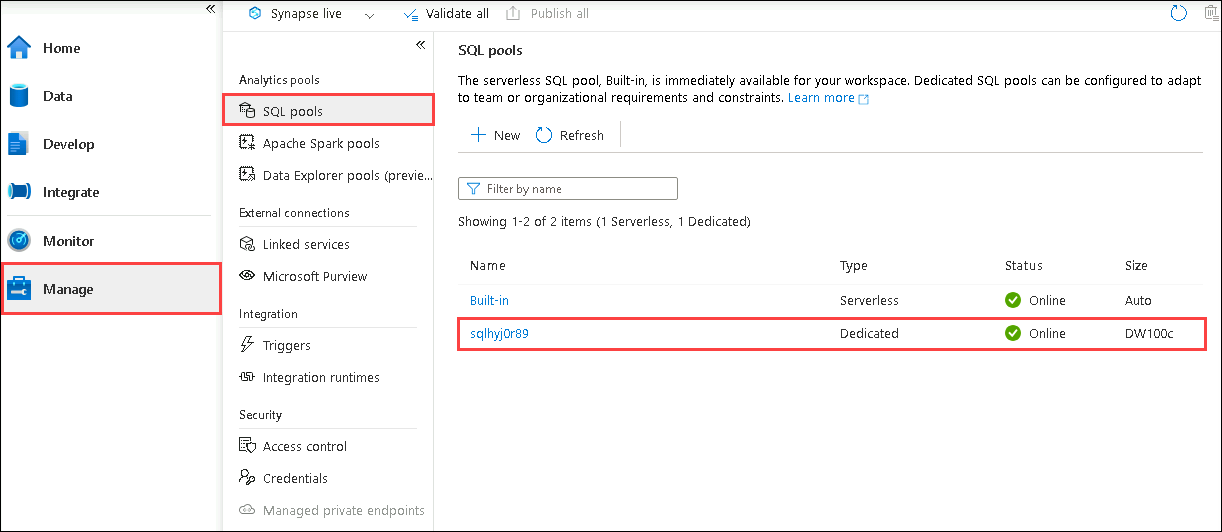 Synapse live
Validate all
Publish all
Home
Data
Develop
Integrate
Monitor
Manage
Analytics pools
SQL pools
Apache Spark pools
Data Explorer pools (previe...
External connections
Linked services
Microsoft Purview
Integration
Triggers
Integration runtimes
Security
Access control
Credentials
Managed private endpoints
SQL pools
The serverless SQL pool, Built-in, is immediately available for your workspace. Dedicated SQL pools can be configured to adapt
to team or organizational requirements and constraints. Learn more
New Refresh
Filter by name
Showing 1-2 of 2 items (1 Serverless, 1 Dedicated)
Name Type Status Size
Built-in Serverless Online Auto
sqlhyj0r89 Dedicated Online DW100c